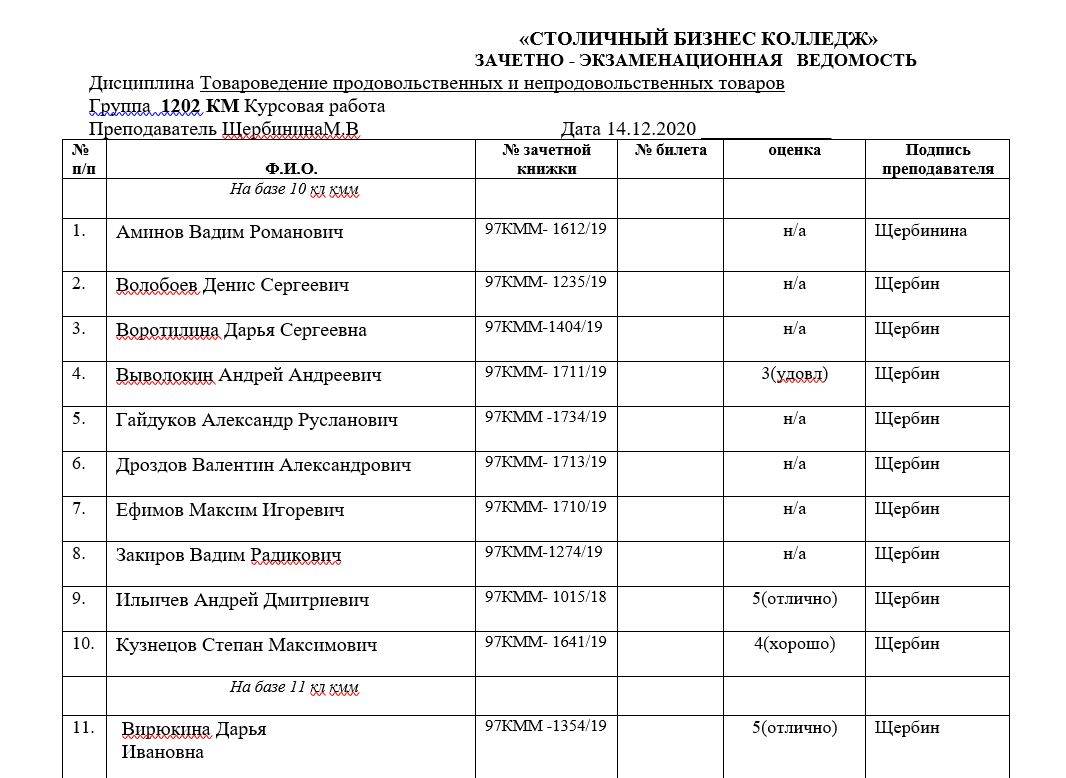 «СТОЛИЧНЫЙ БИЗНЕС КОЛЛЕДЖ»
ЗАЧЕТНО - ЭКЗАМЕНАЦИОННАЯ ВЕДОМОСТЬ
Дисциплина Товароведение продовольственных и непродовольственных товаров
Группа 1202 КМ Курсовая работа
Преподаватель ЩербининаМ.В Дата 14.12.2020 _______________
№ п/п Ф.И.О. № зачетной книжки № билета оценка Подпись преподавателя
На базе 10 кл кмм
1. Аминов Вадим Романович 97КММ- 1612/19 н/а Щербинина
2. Волобоев Денис Сергеевич 97КММ- 1235/19 н/а Щербин
3. Воротилина Дарья Сергеевна 97КММ-1404/19 н/а Щербин
4. Выволокин Андрей Андреевич 97КММ- 1711/19 3(удовл) Щербин
5. Гайдуков Александр Русланович 97КММ -1734/19 н/а Щербин
6. Дроздов Валентин Александрович 97КММ- 1713/19 н/а Щербин
7. Ефимов Максим Игоревич 97КММ- 1710/19 н/а Щербин
8. Закиров Вадим Радикович 97КММ-1274/19 н/а Щербин
9. Ильичев Андрей Дмитриевич 97КММ- 1015/18 5(отлично) Щербин
10. Кузнецов Степан Максимович 97КММ- 1641/19 4(хорошо) Щербин
На базе 11 кл кмм
11. Вирюкина Дарья 97КММ -1354/19 5(отлично) Щербин
Ивановна